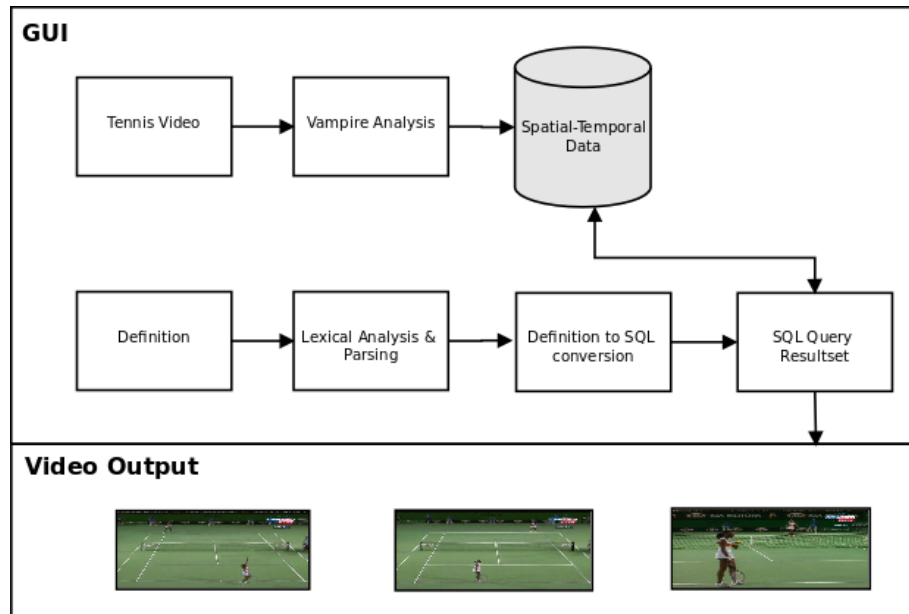 GUI
Tennis Video
Vampire Analysis
Spatial-Temporal
Data
Definition
Lexical Analysis &
Parsing
Definition to SQL
conversion
SQL Query
Resultset
Video Output